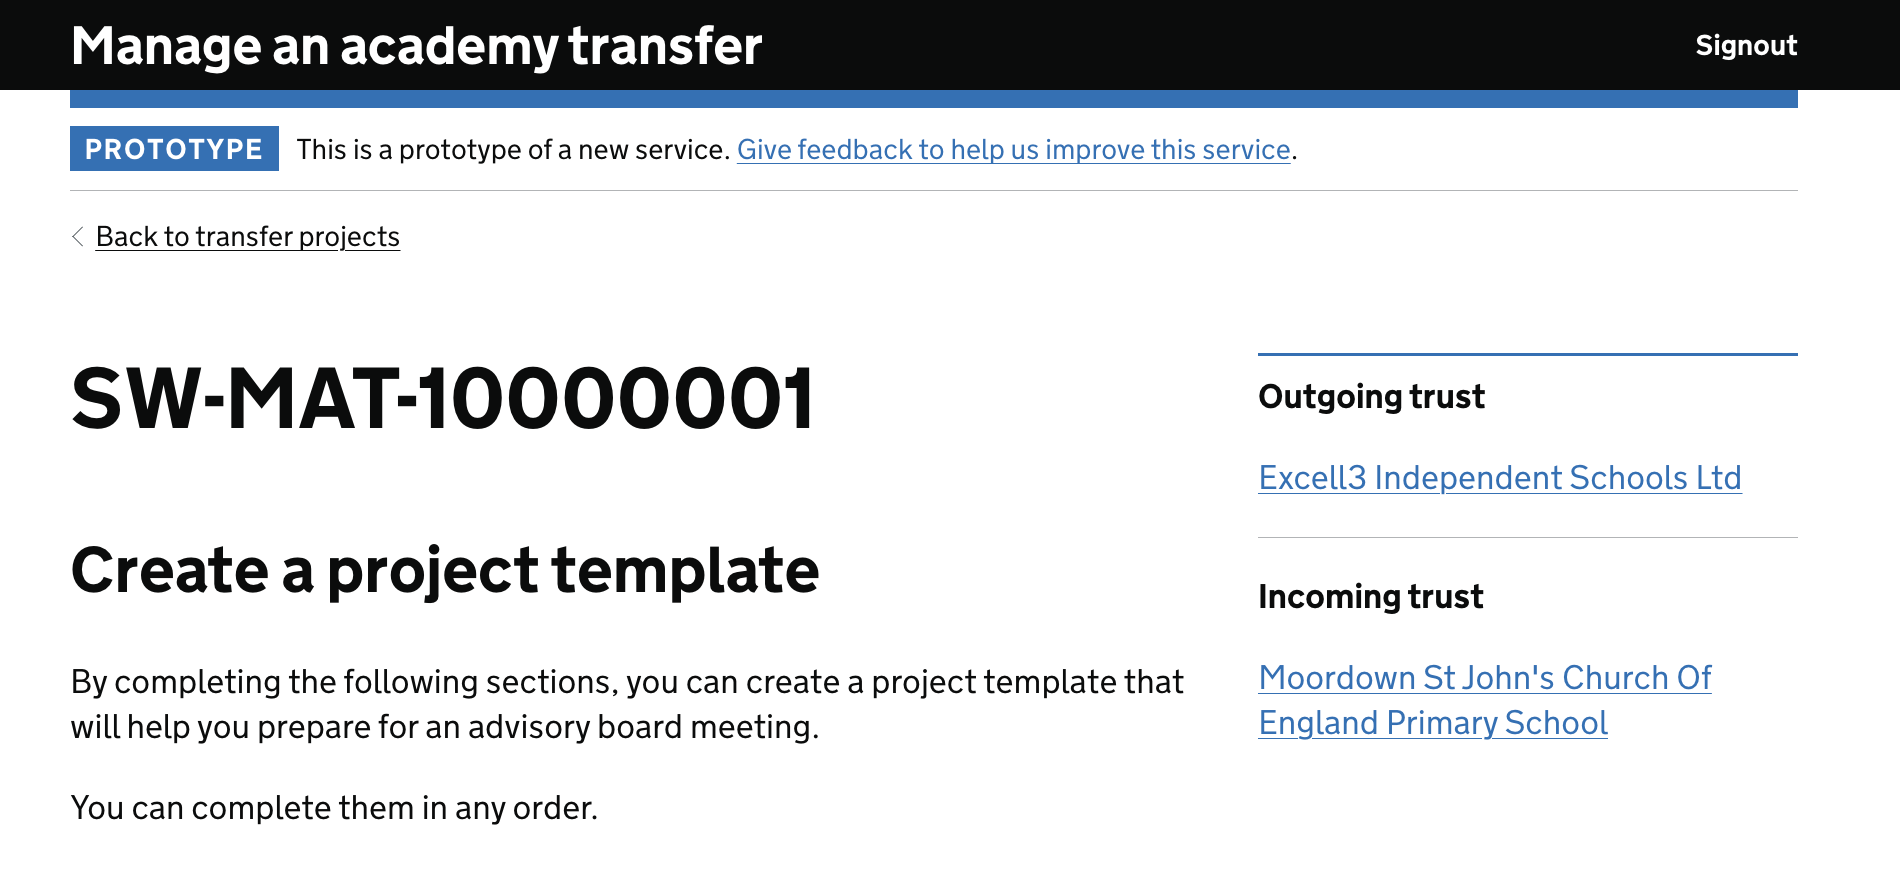 Manage an academy transfer
Signout
PROTOTYPE This is a prototype of a new service. Give feedback to help us improve this service.
Back to transfer projects
SW-MAT-10000001
Create a project template
By completing the following sections, you can create a project template that
will help you prepare for an advisory board meeting.
You can complete them in any order.
Outgoing trust
Excell3 Independent Schools Ltd
Incoming trust
Moordown St John's Church Of
England Primary School